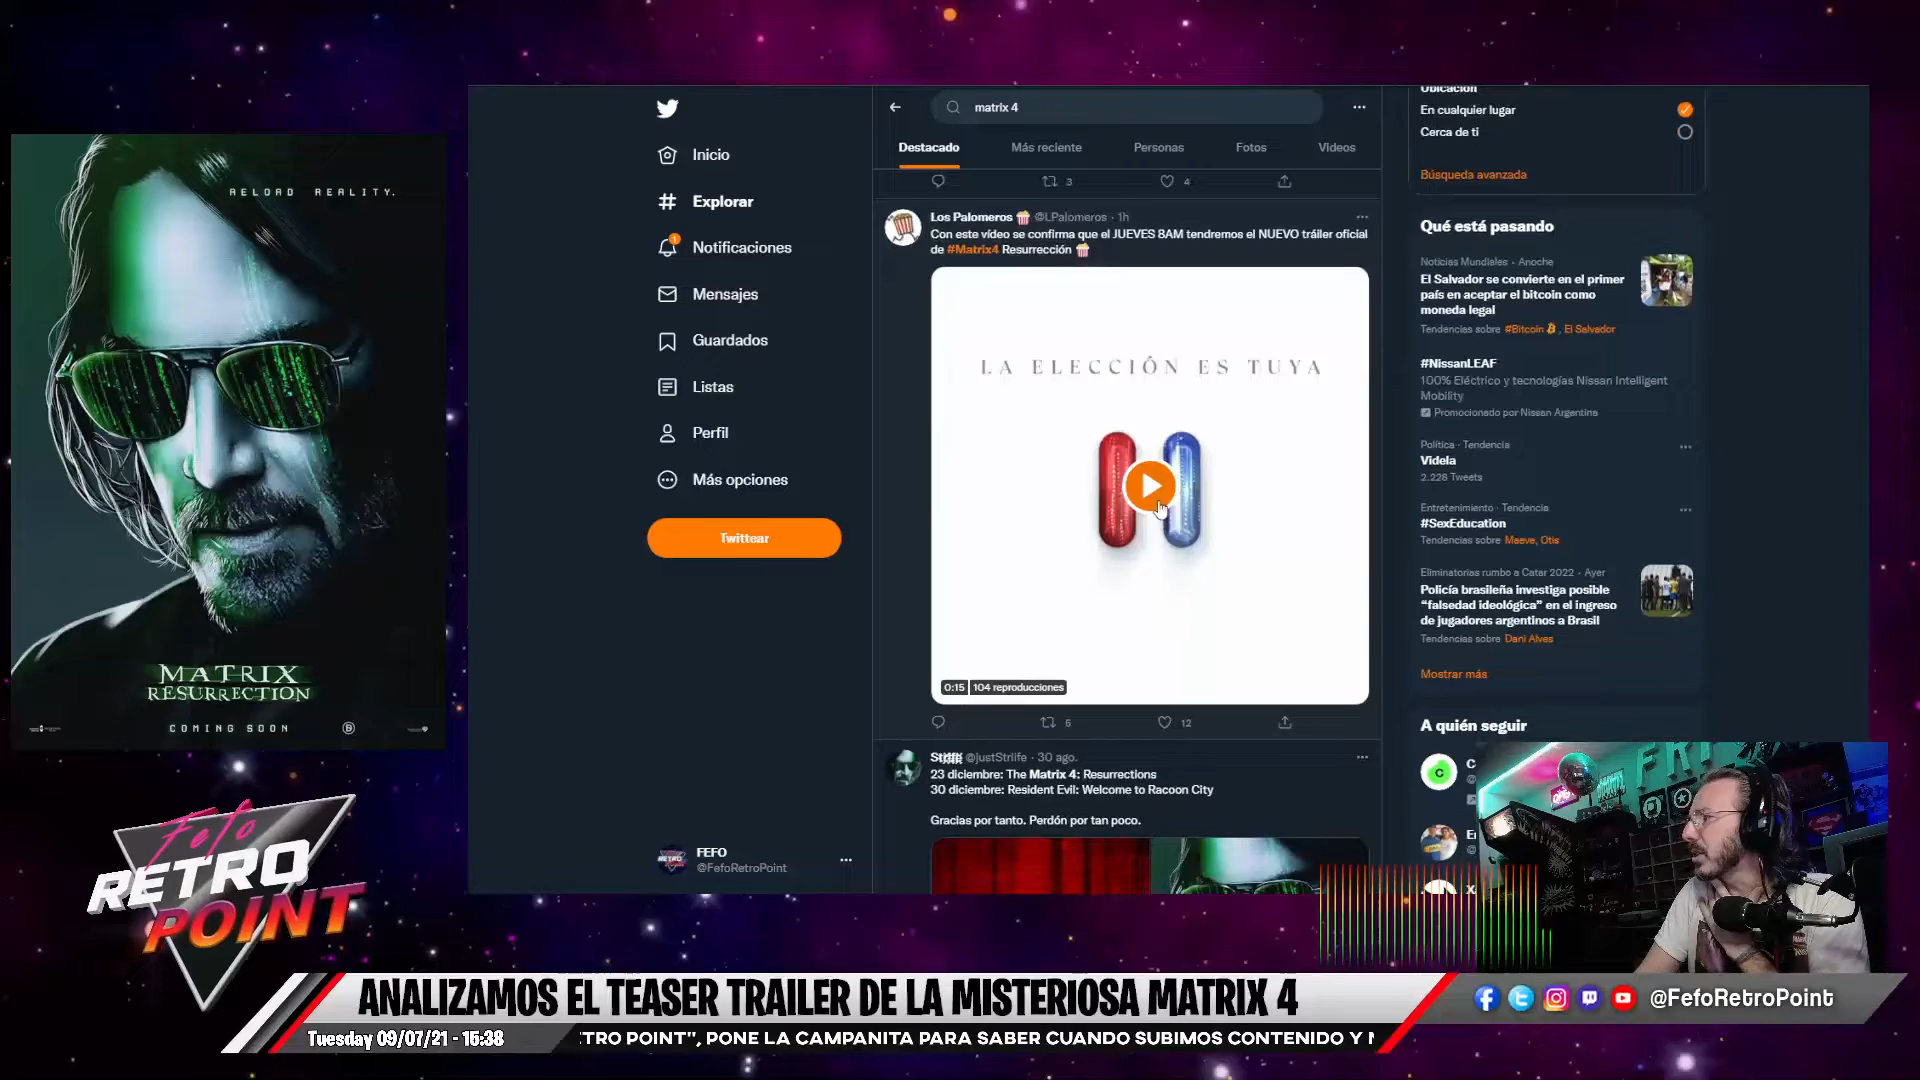 RELOAD REALITY.
MATRIX
RESURRECTION
COMING SOON
Fefo
RETRO
POINT
Inicio
Explorar
1
Notificaciones
Mensajes
Guardados
Listas
Perfil
Más opciones
Twittear
FEFO
@FefoRetroPoint
matrix 4
Destacado
Más reciente
Personas
Fotos
Videos
3
4
Los Palomeros @LPalomeros · 1h
Con este vídeo se confirma que el JUEVES 8AM tendremos el NUEVO tráiler oficial
de #Matrix4 Resurrección
LA ELECCIÓN ES TUYA
0:15
104 reproducciones
5
12
@justStriife · 30 ago.
23 diciembre: The Matrix 4: Resurrections
30 diciembre: Resident Evil: Welcome to Racoon City
Gracias por tanto. Perdón por tan poco.
Ubicación
En cualquier lugar
Cerca de ti
Búsqueda avanzada
Qué está pasando
Noticias Mundiales · Anoche
El Salvador se convierte en el primer
país en aceptar el bitcoin como
moneda legal
Tendencias sobre #Bitcoin , El Salvador
#NissanLEAF
100% Eléctrico y tecnologías Nissan Intelligent
Mobility
Promocionado por Nissan Argentina
Política · Tendencia
Videla
2.228 Tweets
Entretenimiento · Tendencia
#SexEducation
Tendencias sobre Maeve, Otis
Eliminatorias rumbo a Catar 2022 · Ayer
Policía brasileña investiga posible
“falsedad ideológica” en el ingreso
de jugadores argentinos a Brasil
Tendencias sobre Dani Alves
Mostrar más
A quién seguir
ANALIZAMOS EL TEASER TRAILER DE LA MISTERIOSA MATRIX 4
@FefoRetroPoint
Tuesday 09/07/21 - 15:38
TRO POINT", PONE LA CAMPANITA PARA SABER CUANDO SUBIMOS CONTENIDO Y